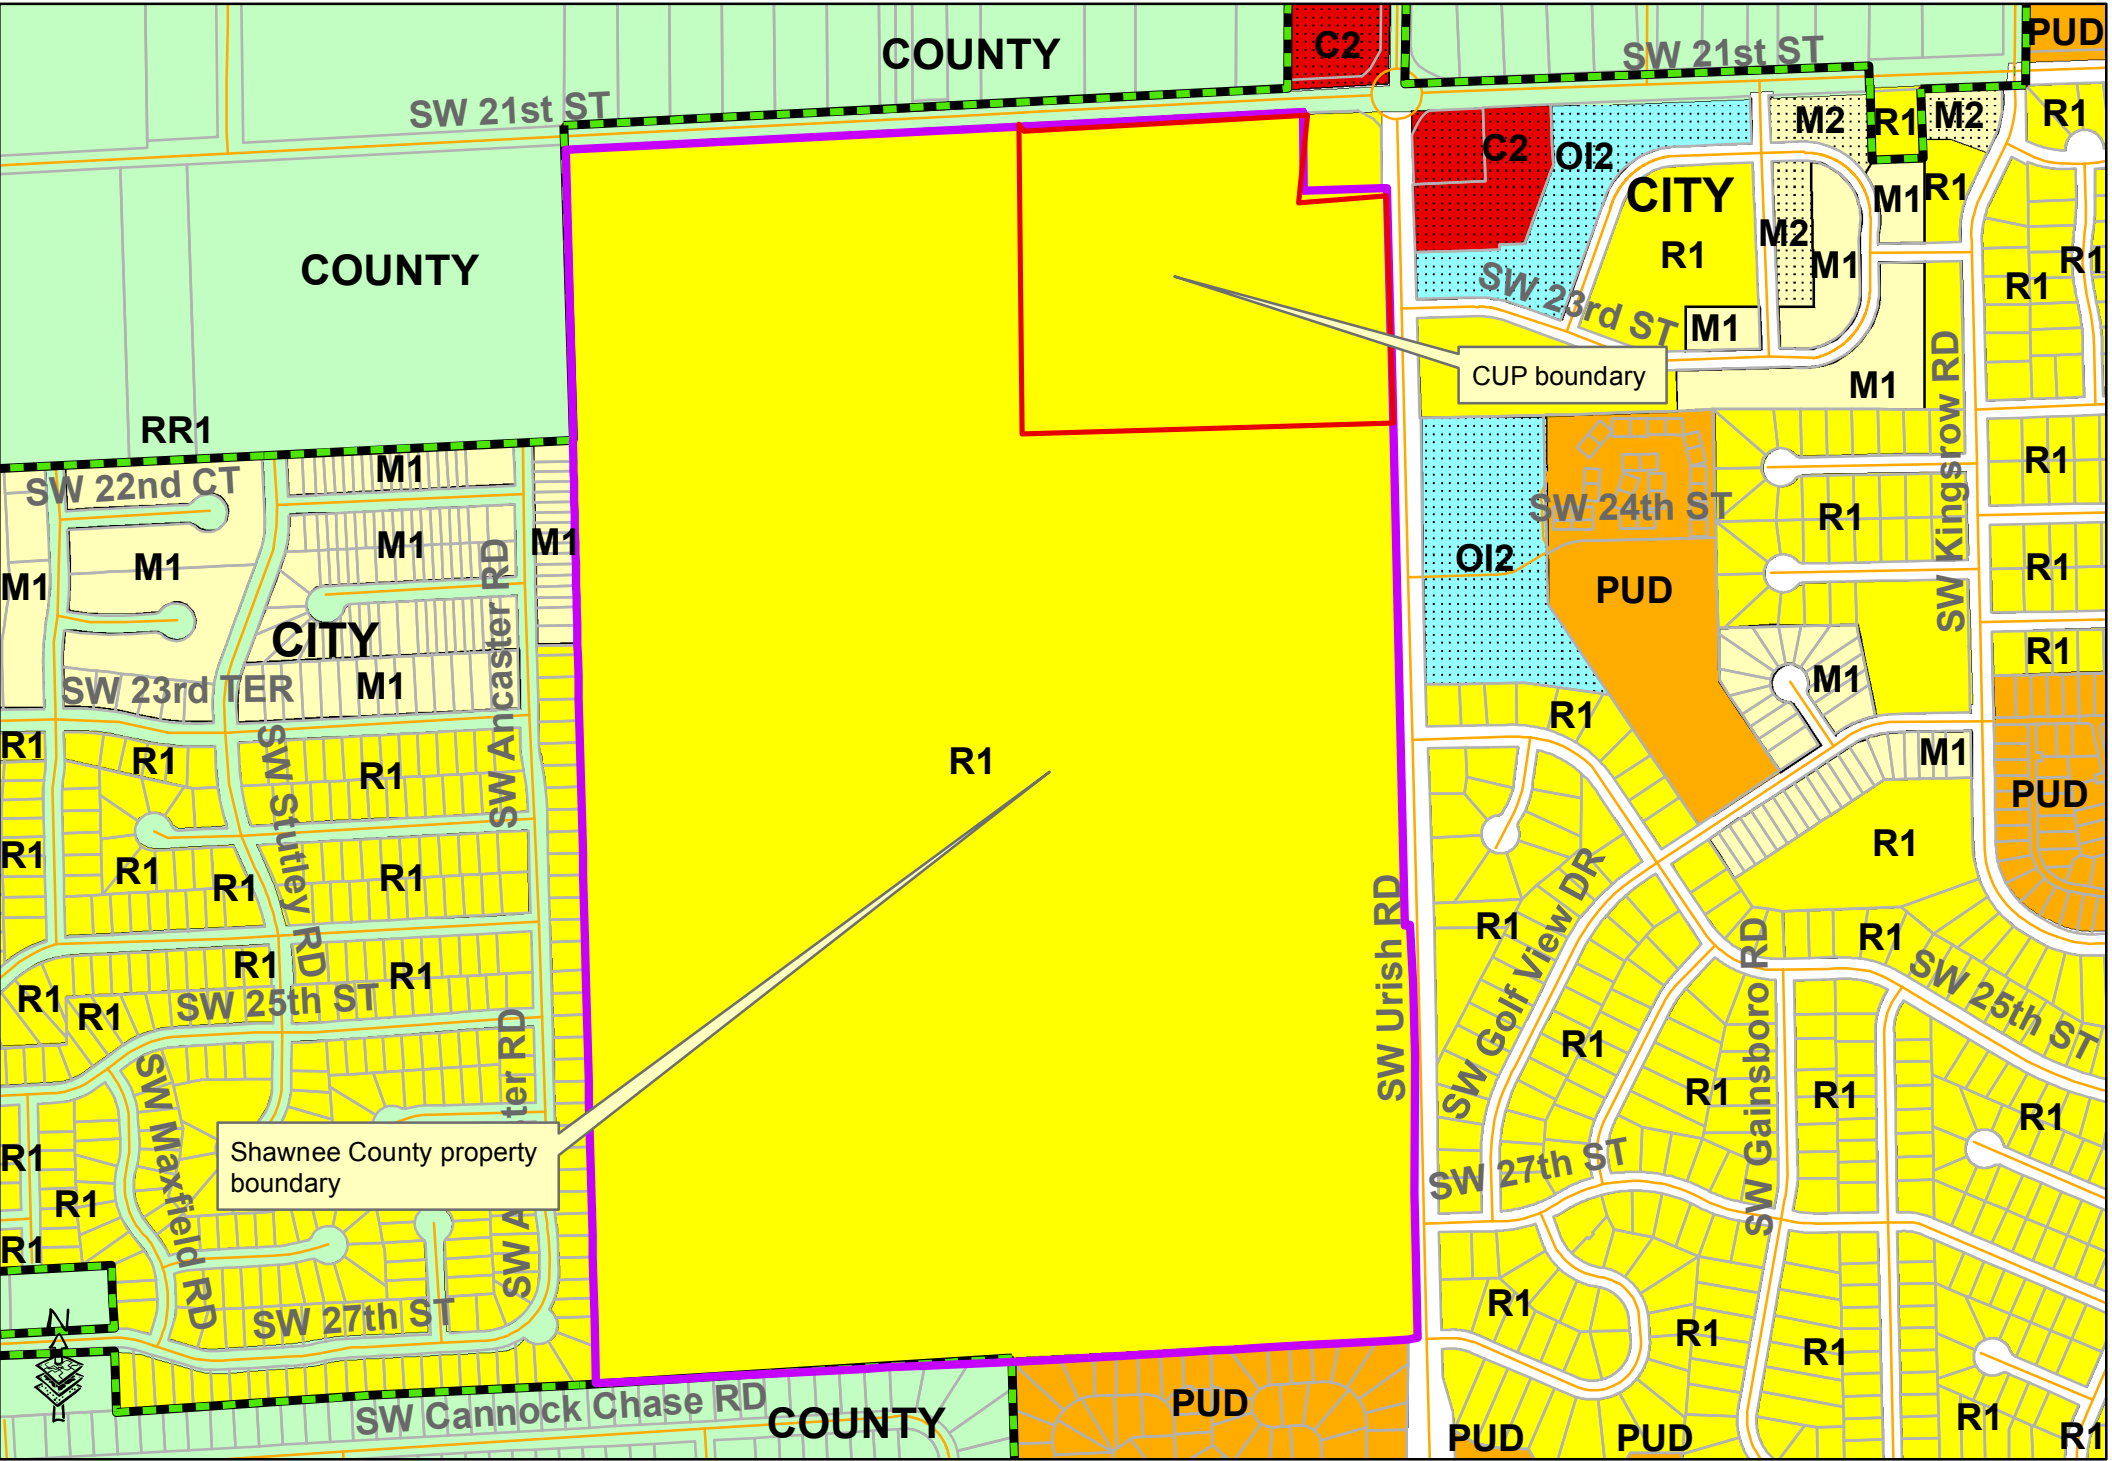 COUNTY
C2
SW 21st ST
PUD
SW 21st ST
C2
OI2
M2
R1
M2
R1
CITY
R1
M1
R1
M2
M1
R1
R1
COUNTY
SW 23rd ST
M1
CUP boundary
M1
RR1
SW 22nd CT
M1
M1
M1
M1
M1
CITY
M1
SW 23rd TER
SW Ancaster RD
SW Kingsrow RD
R1
R1
SW 24th ST
OI2
PUD
R1
R1
M1
R1
M1
PUD
R1
R1
R1
R1
R1
SW Stutley RD
R1
R1
R1
R1
R1
R1
R1
R1
R1
SW 25th ST
SW Urish RD
R1
SW Golf View DR
R1
SW Gainsboro RD
R1
SW 25th ST
R1
R1
R1
SW Maxfield RD
SW A
ter RD
Shawnee County property
boundary
R1
R1
R1
SW 27th ST
SW 27th ST
N
R1
R1
R1
R1
R1
SW Cannock Chase RD
COUNTY
PUD
PUD
PUD